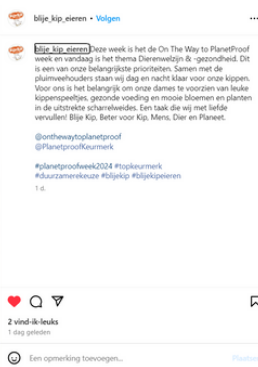 blije_kip_eieren • Volgen
blije_kip_eieren Deze week is het de On The Way to PlanetProof
week en vandaag is het thema Dierenwelzijn & -gezondheid. Dit
is een van onze belangrijkste prioriteiten. Samen met de
pluimveehouders staan wij dag en nacht klaar voor onze kippen.
Voor ons is het belangrijk om onze dames te voorzien van leuke
kippenspeeltjes, gezonde voeding en mooie bloemen en planten
in de uitstrekte scharrelweides. Een taak die wij met liefde
vervullen! Blije Kip, Beter voor Kip, Mens, Dier en Planeet.
@onthewaytoplanetproof
@PlanetproofKeurmerk
#planetproofweek2024 #topkeurmerk
#duurzamerekeuze #blijekip #blijekipeieren
1 d.
2 vind-ik-leuks
1 dag geleden
Een opmerking toevoegen...